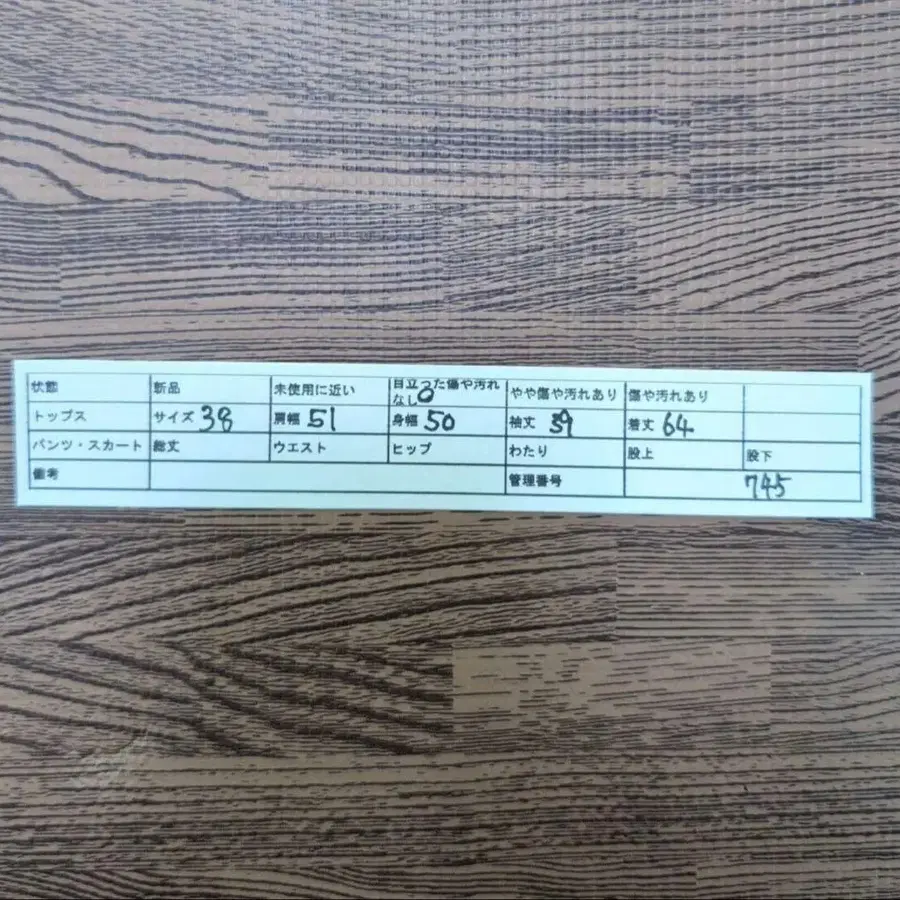 状態 新品 未使用に近い 目立った傷や汚れなし 〇 やや傷や汚れあり 傷や汚れあり
トップス サイズ 38 肩幅 51 身幅 50 袖丈 39 着丈 64
パンツ・スカート 総丈 ウエスト ヒップ わたり 股上 股下
備考 管理番号 745